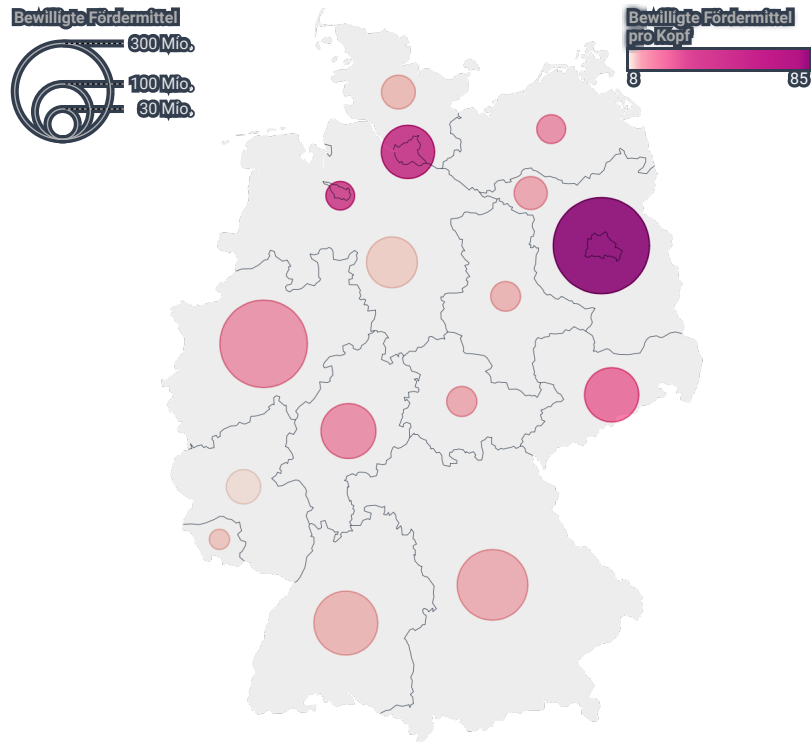 Bewilligte Fördermittel
300 Mio.
100 Mio.
30 Mio.
Bewilligte Fördermittel
pro Kopf
8
85